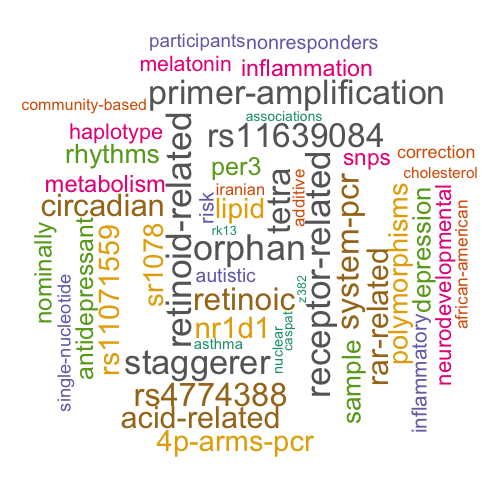 participants
nonresponders
melatonin
inflammation
primer-amplification
community-based
associations
haplotype
rs11639084
rhythms
per3
snps
correction
cholesterol
metabolism
circadian
risk
iranian
lipid
additive
tetra
rk13
retinoid-related
receptor-related
system-pcr
polymorphisms
depression
neurodevelopmental
african-american
nominally
single-nucleotide
antidepressant
rs11071559
sr1078
orphan
autistic
retinoic
z382
nr1d1
rar-related
asthma
nuclear
caspat
staggerer
sample
inflammatory
rs4774388
acid-related
4p-arms-pcr